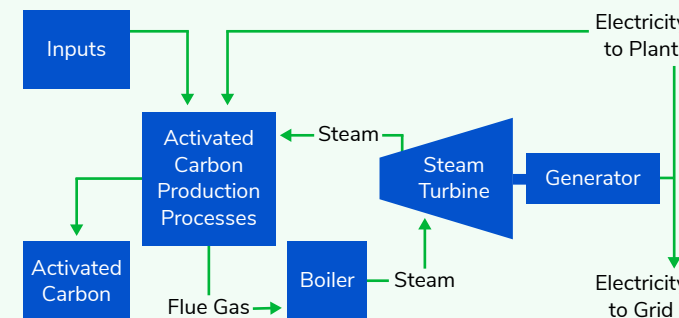 Electricity
to Plant
Inputs
Activated
Carbon
Production
Processes
Steam
Steam
Turbine
Generator
Activated
Carbon
Boiler
Steam
Flue Gas
Electricity
to Grid